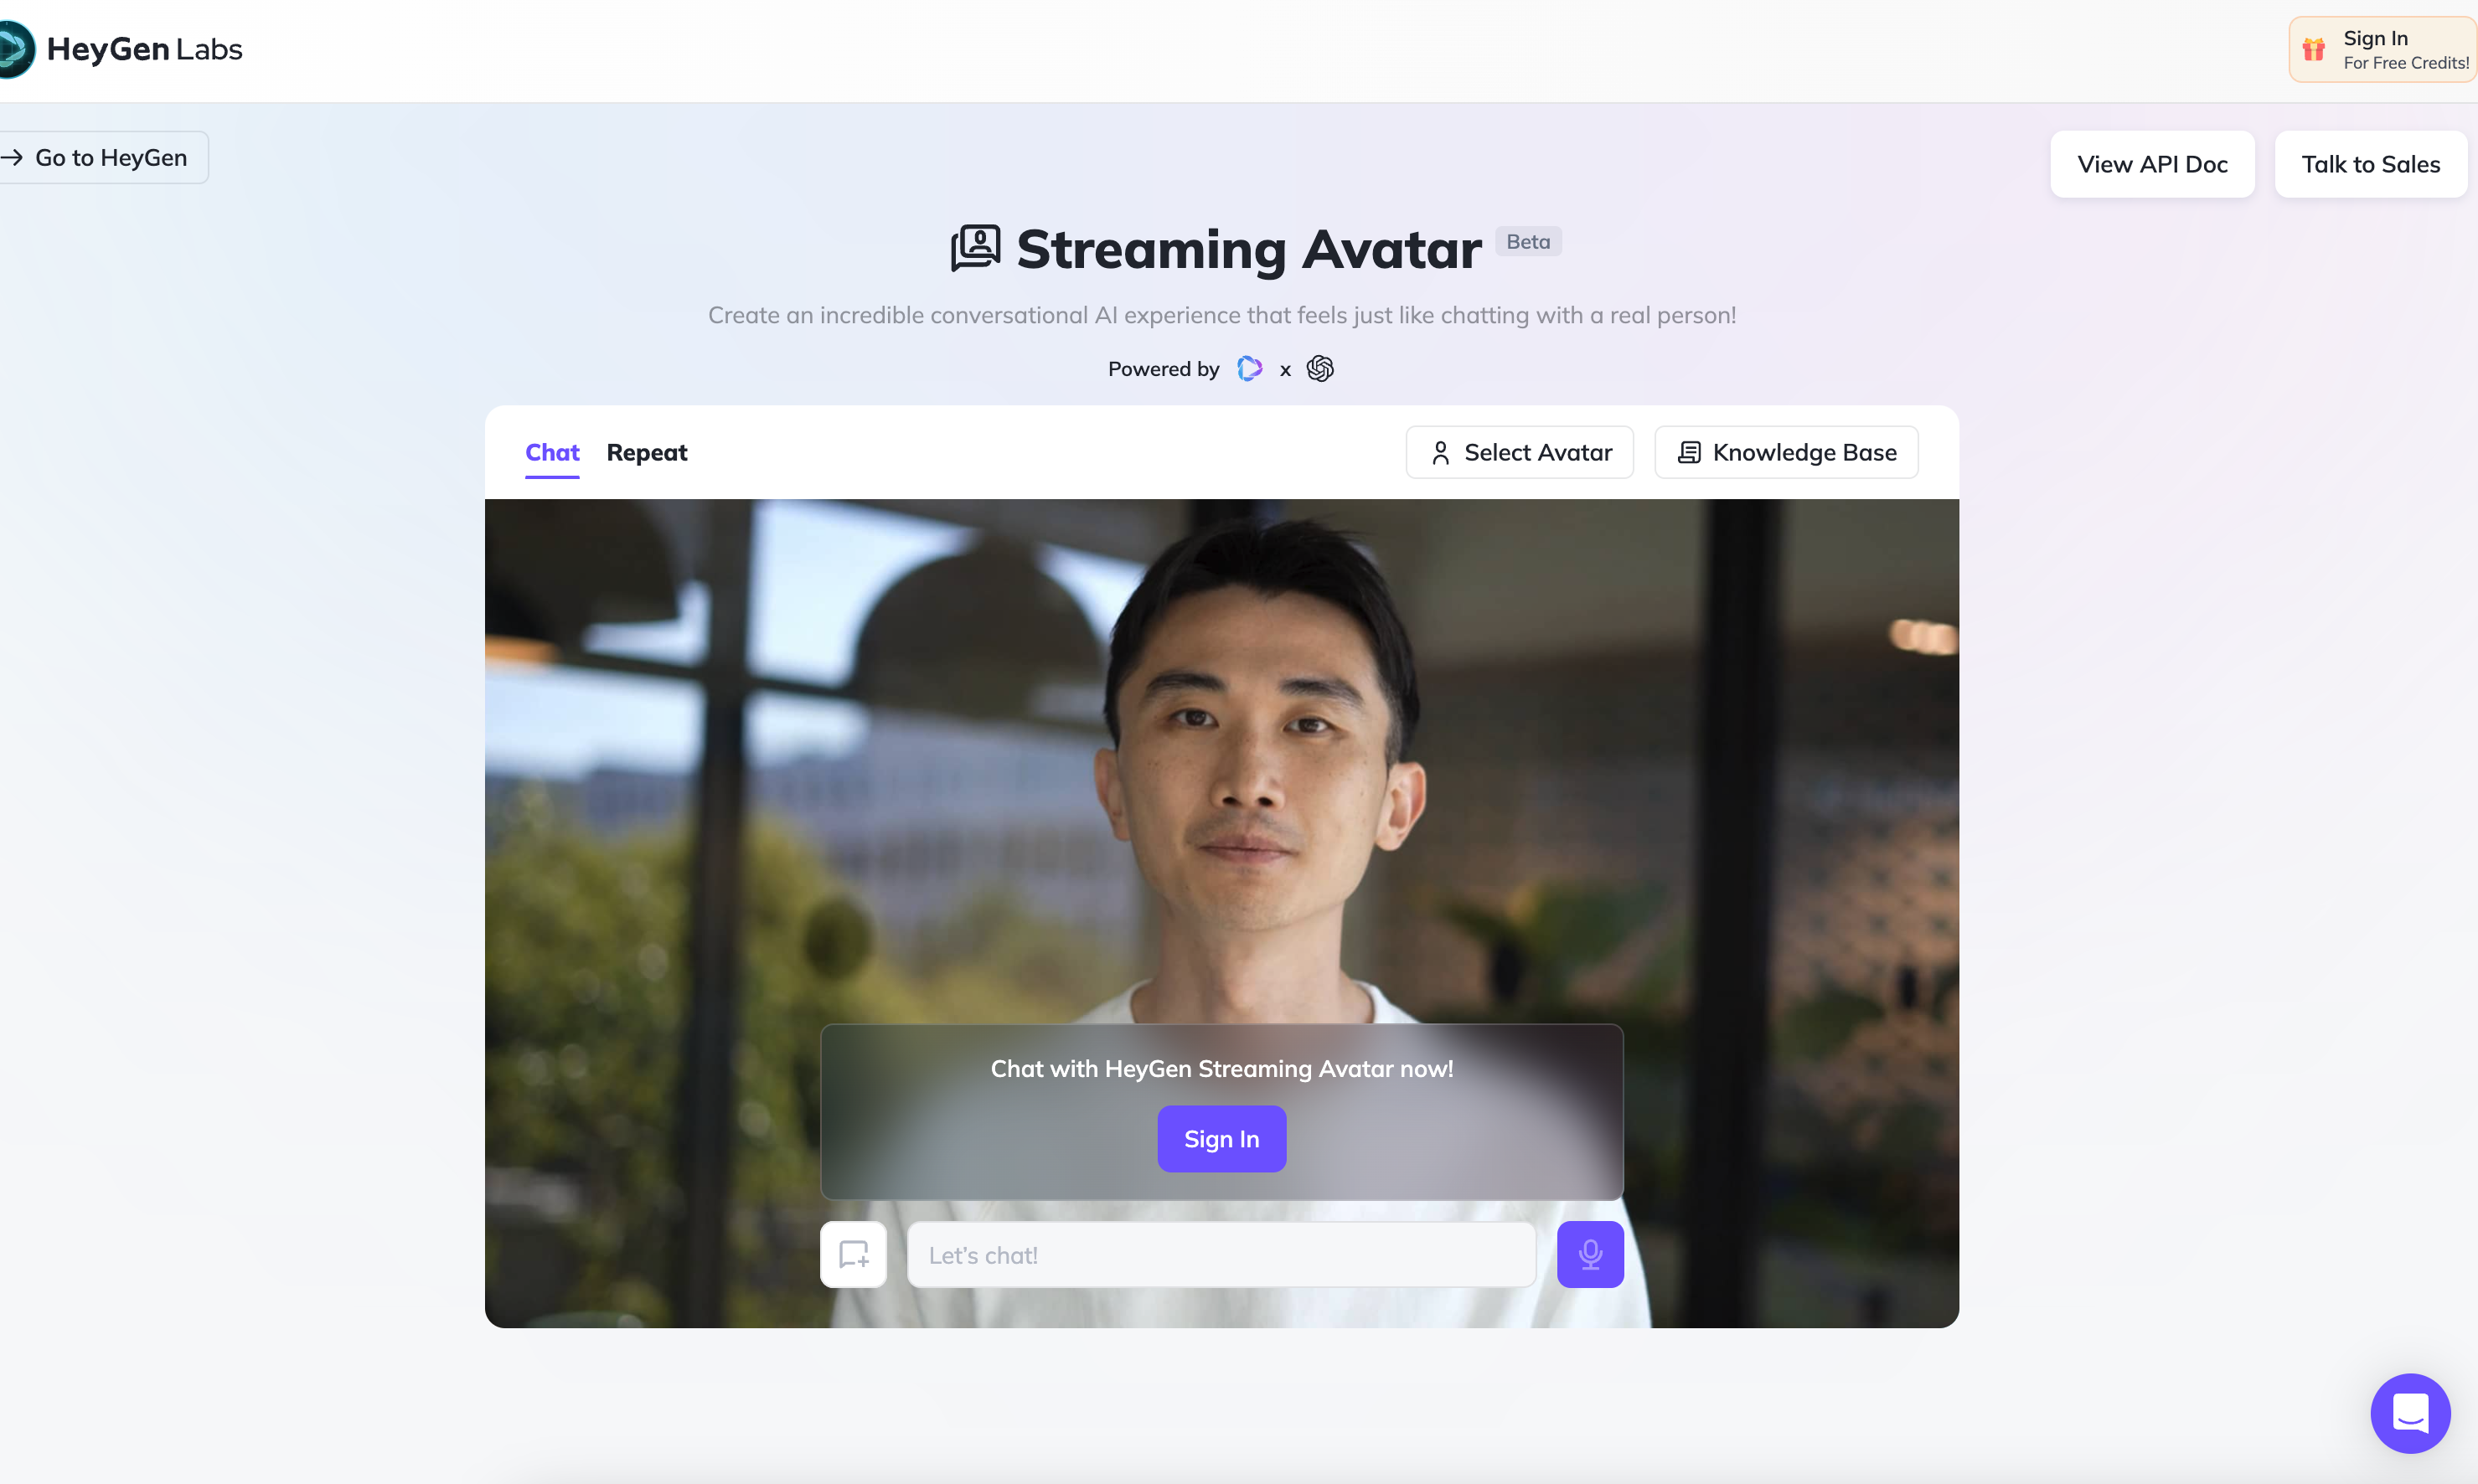 HeyGen Labs
Sign In
For Free Credits!
Go to HeyGen
View API Doc
Talk to Sales
Streaming Avatar
Beta
Create an incredible conversational AI experience that feels just like chatting with a real person!
Powered by x
Chat
Repeat
Select Avatar
Knowledge Base
Chat with HeyGen Streaming Avatar now!
Sign In
Let's chat!